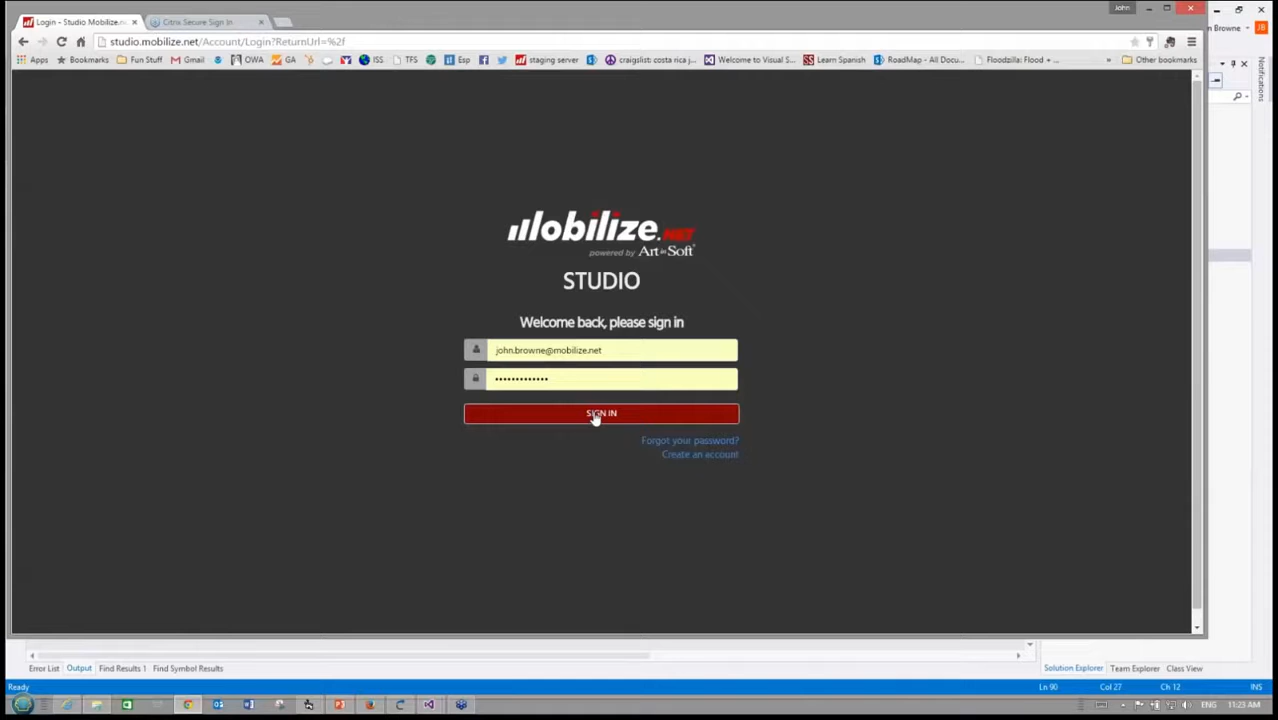 John
n Browne JB
Login - Studio Mobilize.n
Citrix Secure Sign In
studio.mobilize.net/Account/Login?ReturnUrl=%2f
Apps Bookmarks Fun Stuff Gmail OWA GA ISS TFS Esp staging server craigslist: costa rica j... Welcome to Visual S... Learn Spanish RoadMap - All Docu... Floodzilla: Flood + ... » Other bookmarks
Notifications
Mobilize.NET
powered by Art in Soft
STUDIO
Welcome back, please sign in
john.browne@mobilize.net
•••••••••••••
SIGN IN
Forgot your password?
Create an account
Error List Output Find Results 1 Find Symbol Results
Solution Explorer Team Explorer Class View
Ready Ln 90 Col 27 Ch 12 INS
ENG 11:23 AM